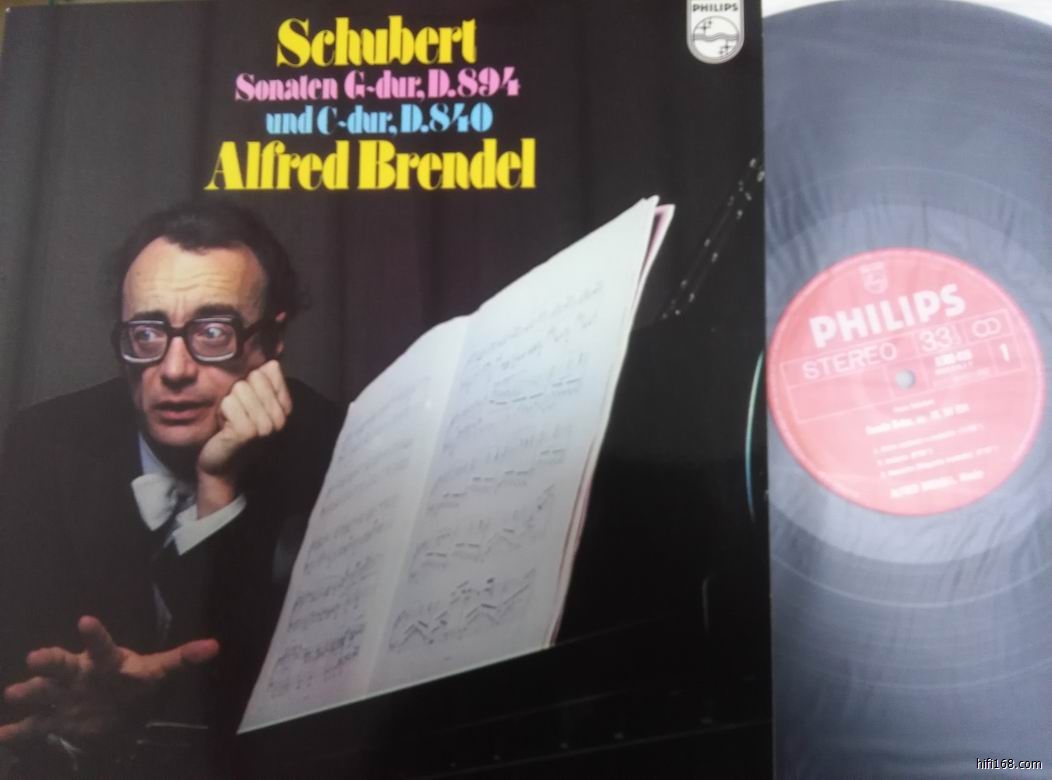 Schubert
Sonaten G-dur, D.894
und C-dur, D.840
Alfred Brendel
PHILIPS
PHILIPS
STEREO 33
1
hifi168.com